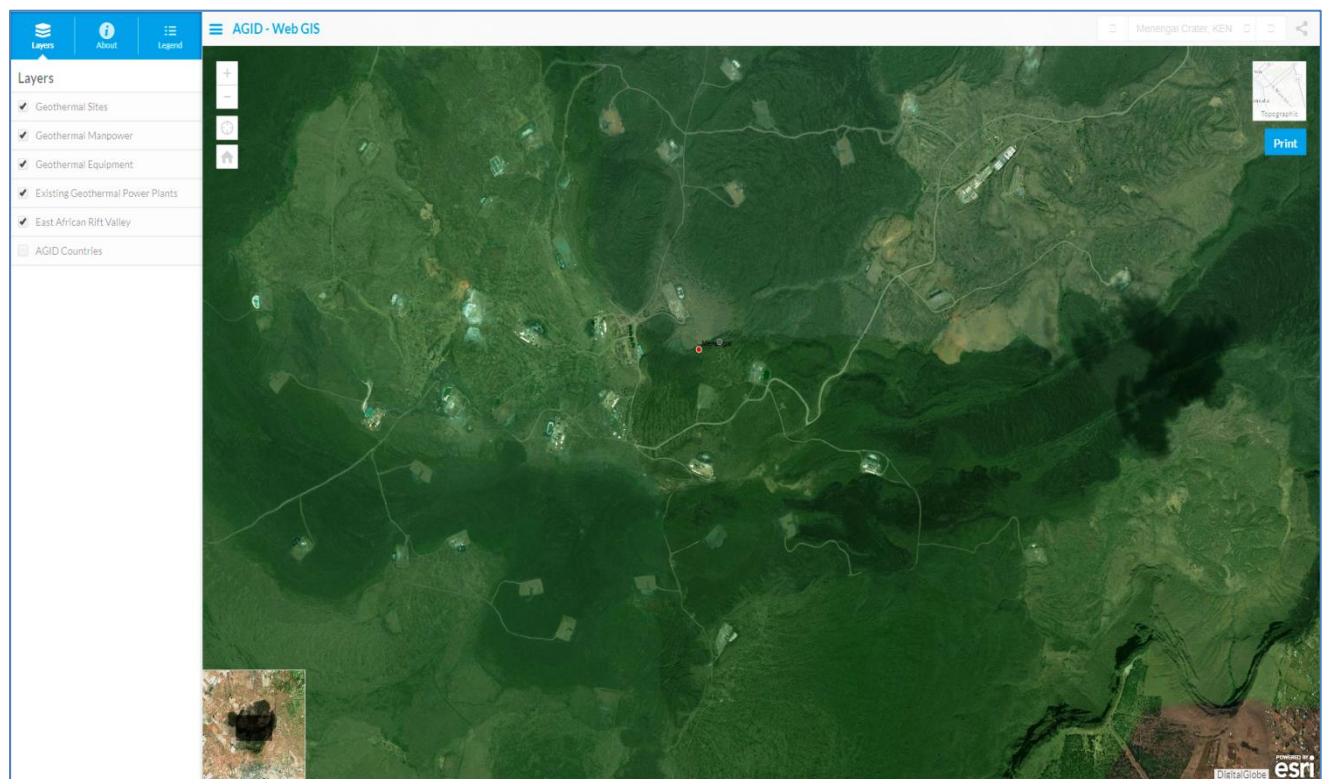 Layers
About
Legend
AGID - Web GIS
Menengai Crater, KEN
Layers
Geothermal Sites
Geothermal Manpower
Geothermal Equipment
Existing Geothermal Power Plants
East African Rift Valley
AGID Countries
Topographic
Print
Menengai
DigitalGlobe
POWERED BY
esri